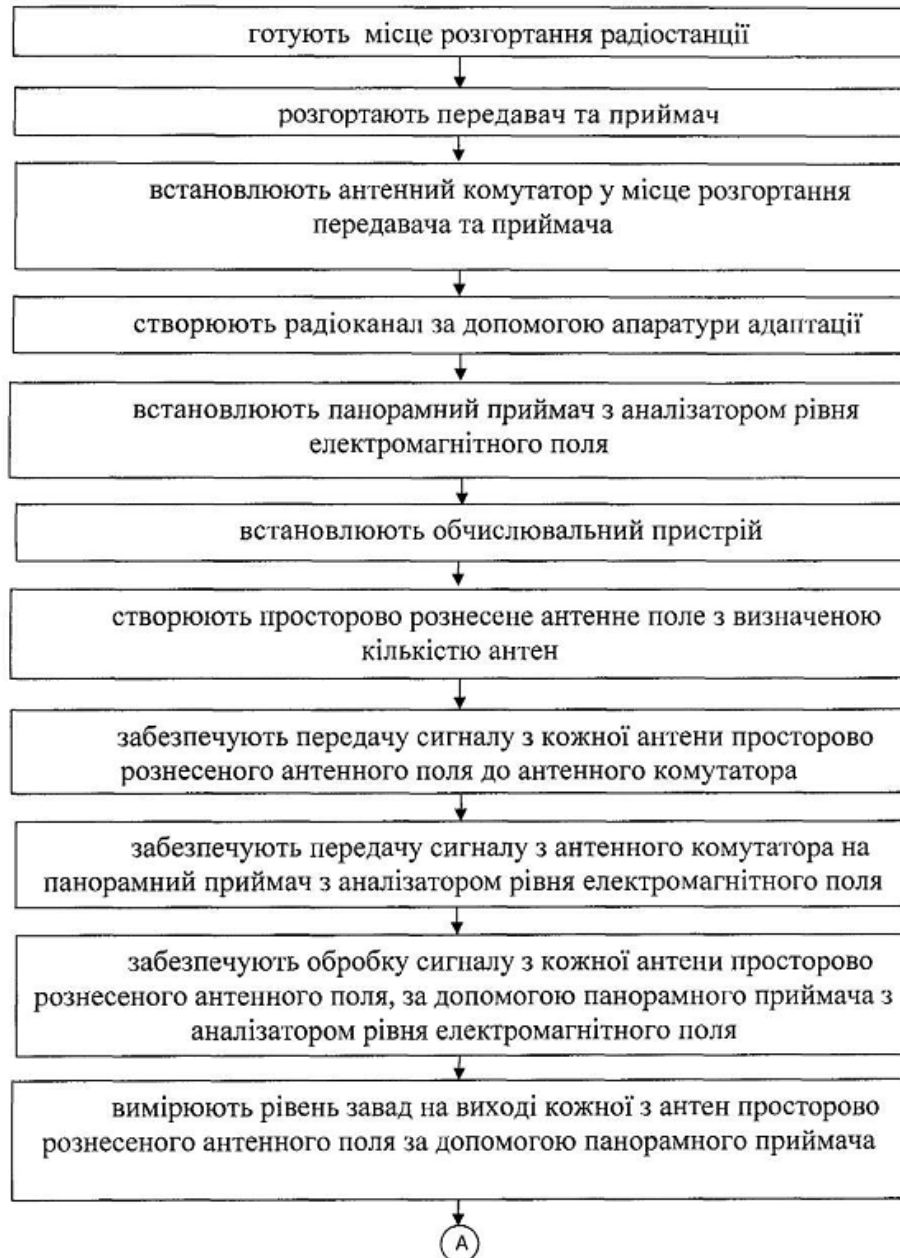 готують місце розгортання радіостанції
розгортають передавач та приймач
встановлюють антенний комутатор у місце розгортання
передавача та приймача
створюють радіоканал за допомогою апаратури адаптації
встановлюють панорамний приймач з аналізатором рівня
електромагнітного поля
встановлюють обчислювальний пристрій
створюють просторово рознесене антенне поле з визначеною
кількістю антен
забезпечують передачу сигналу з кожної антени просторово
рознесеного антенного поля до антенного комутатора
забезпечують передачу сигналу з антенного комутатора на
панорамний приймач з аналізатором рівня електромагнітного поля
забезпечують обробку сигналу з кожної антени просторово
рознесеного антенного поля, за допомогою панорамного приймача з
аналізатором рівня електромагнітного поля
вимірюють рівень завад на виході кожної з антен просторово
рознесеного антенного поля за допомогою панорамного приймача
А